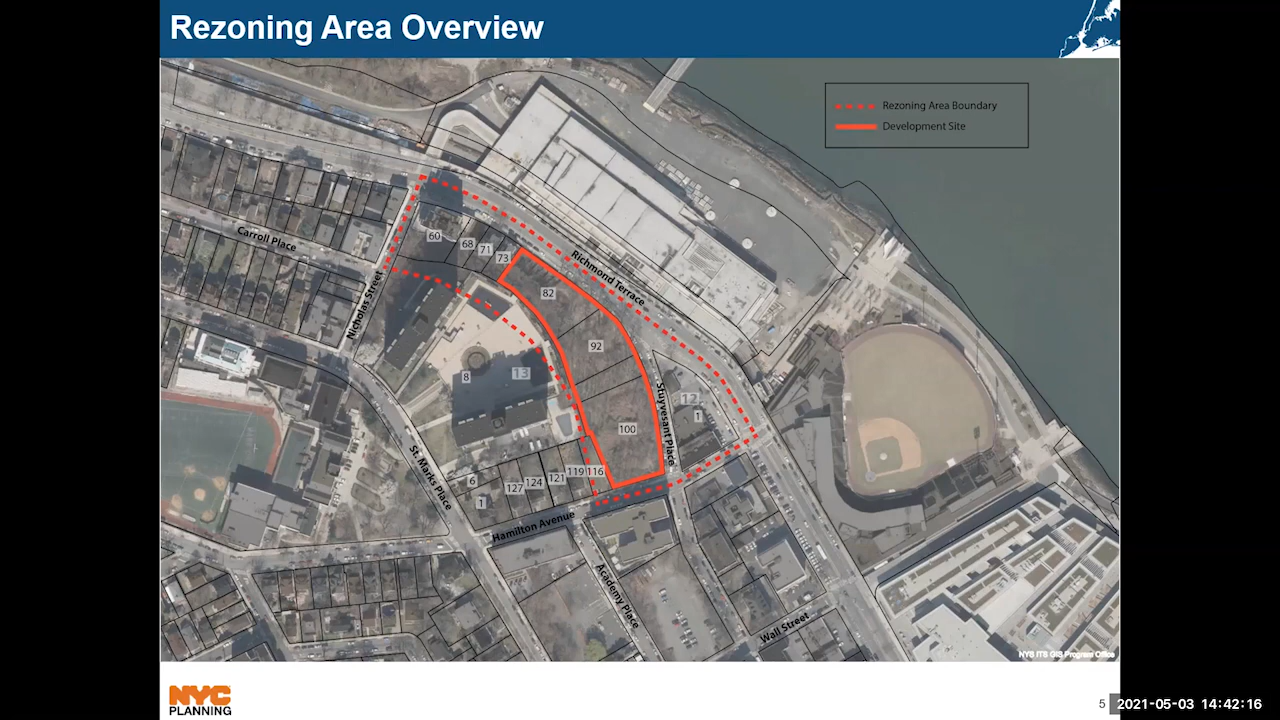 Rezoning Area Overview
Rezoning Area Boundary
Development Site
Carroll Place
Nicholas Street
Richmond Terrace
60
68
71
73
82
92
8
13
12
1
Stuyvesant Place
100
St. Marks Place
6
1
127
124
121
119
116
Hamilton Avenue
Academy Place
Wall Street
NYS ITS GIS Program Office
NYC
PLANNING
5
2021-05-03 14:42:16